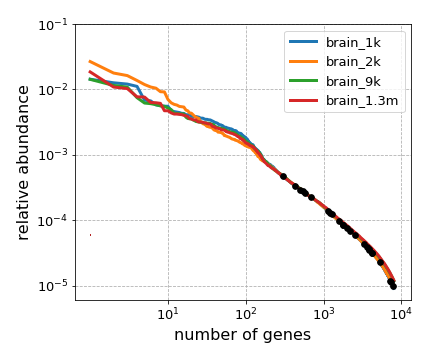 10⁻¹
10⁻²
10⁻³
10⁻⁴
10⁻⁵
relative abundance
brain_1k
brain_2k
brain_9k
brain_1.3m
10¹
10²
10³
10⁴
number of genes